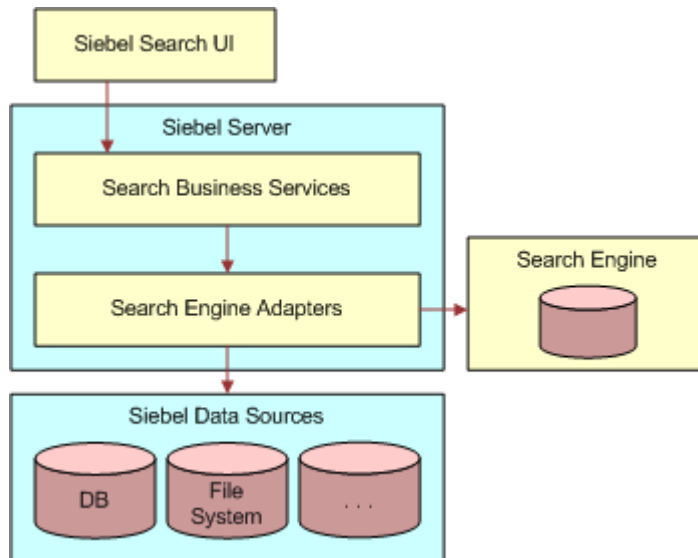 Siebel Search UI
Siebel Server
Search Business Services
Search Engine Adapters
Search Engine
Siebel Data Sources
DB
File
System
. . .